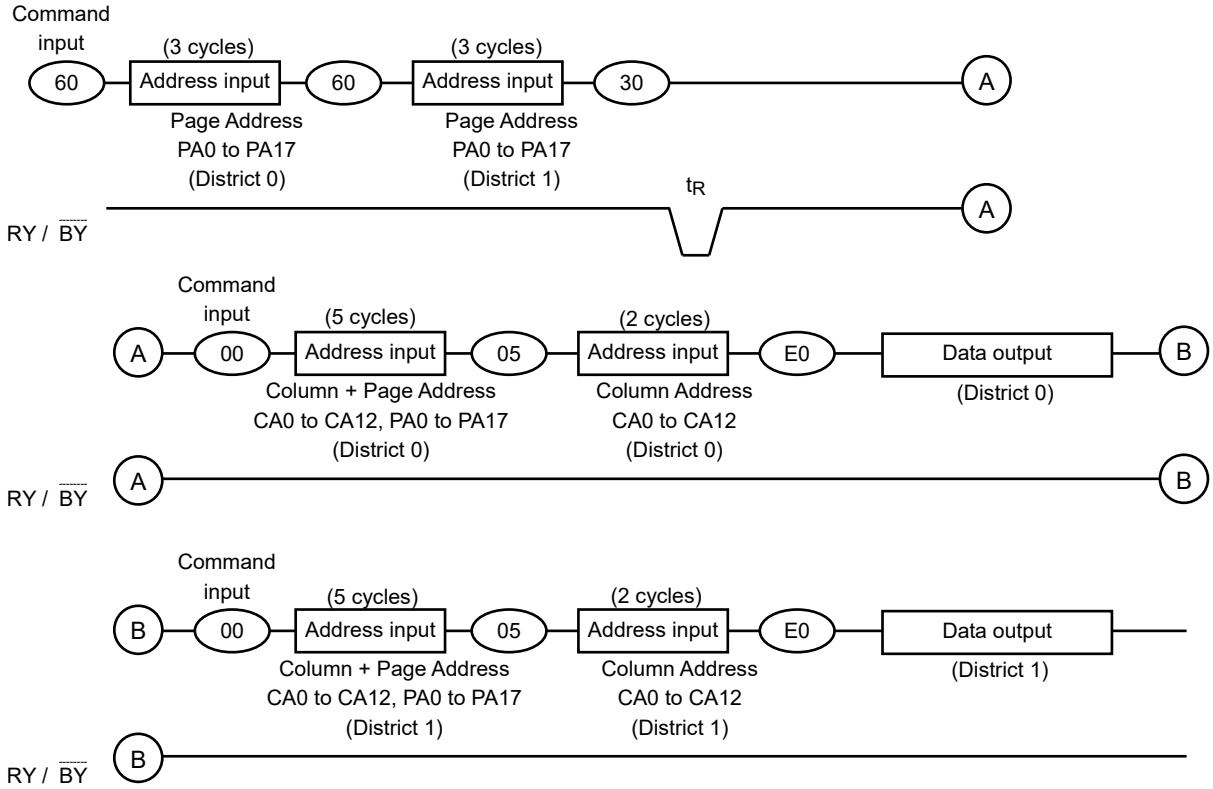 Command
input
(3 cycles)
(3 cycles)
60
Address input
60
Address input
30
A
Page Address
PA0 to PA17
(District 0)
Page Address
PA0 to PA17
(District 1)
tR
RY / BY
A
Command
input
(5 cycles)
(2 cycles)
A
00
Address input
05
Address input
E0
Data output
B
Column + Page Address
CA0 to CA12, PA0 to PA17
(District 0)
Column Address
CA0 to CA12
(District 0)
(District 0)
RY / BY
A
B
Command
input
(5 cycles)
(2 cycles)
B
00
Address input
05
Address input
E0
Data output
Column + Page Address
CA0 to CA12, PA0 to PA17
(District 1)
Column Address
CA0 to CA12
(District 1)
(District 1)
RY / BY
B